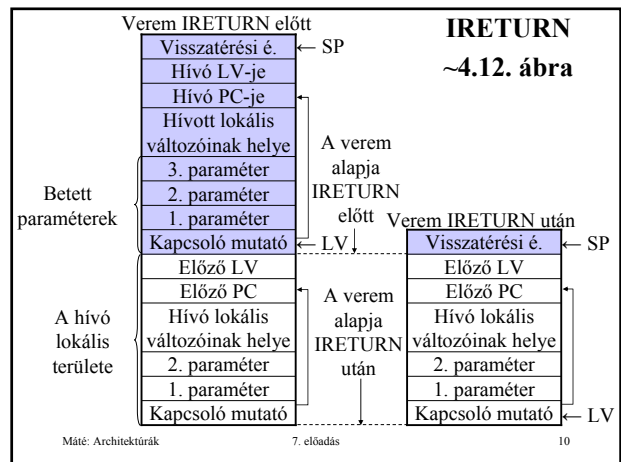 Verem IRETURN előtt
IRETURN
~4.12. ábra
Visszatérési é.
SP
Hívó LV-je
Hívó PC-je
Hívott lokális
változóinak helye
3. paraméter
2. paraméter
1. paraméter
Kapcsoló mutató
LV
Betett
paraméterek
A verem
alapja
IRETURN
előtt
Előző LV
Előző PC
Hívó lokális
változóinak helye
2. paraméter
1. paraméter
Kapcsoló mutató
A hívó
lokális
területe
A verem
alapja
IRETURN
után
Verem IRETURN után
Visszatérési é.
SP
Előző LV
Előző PC
Hívó lokális
változóinak helye
2. paraméter
1. paraméter
Kapcsoló mutató
LV
Máté: Architektúrák
7. előadás
10